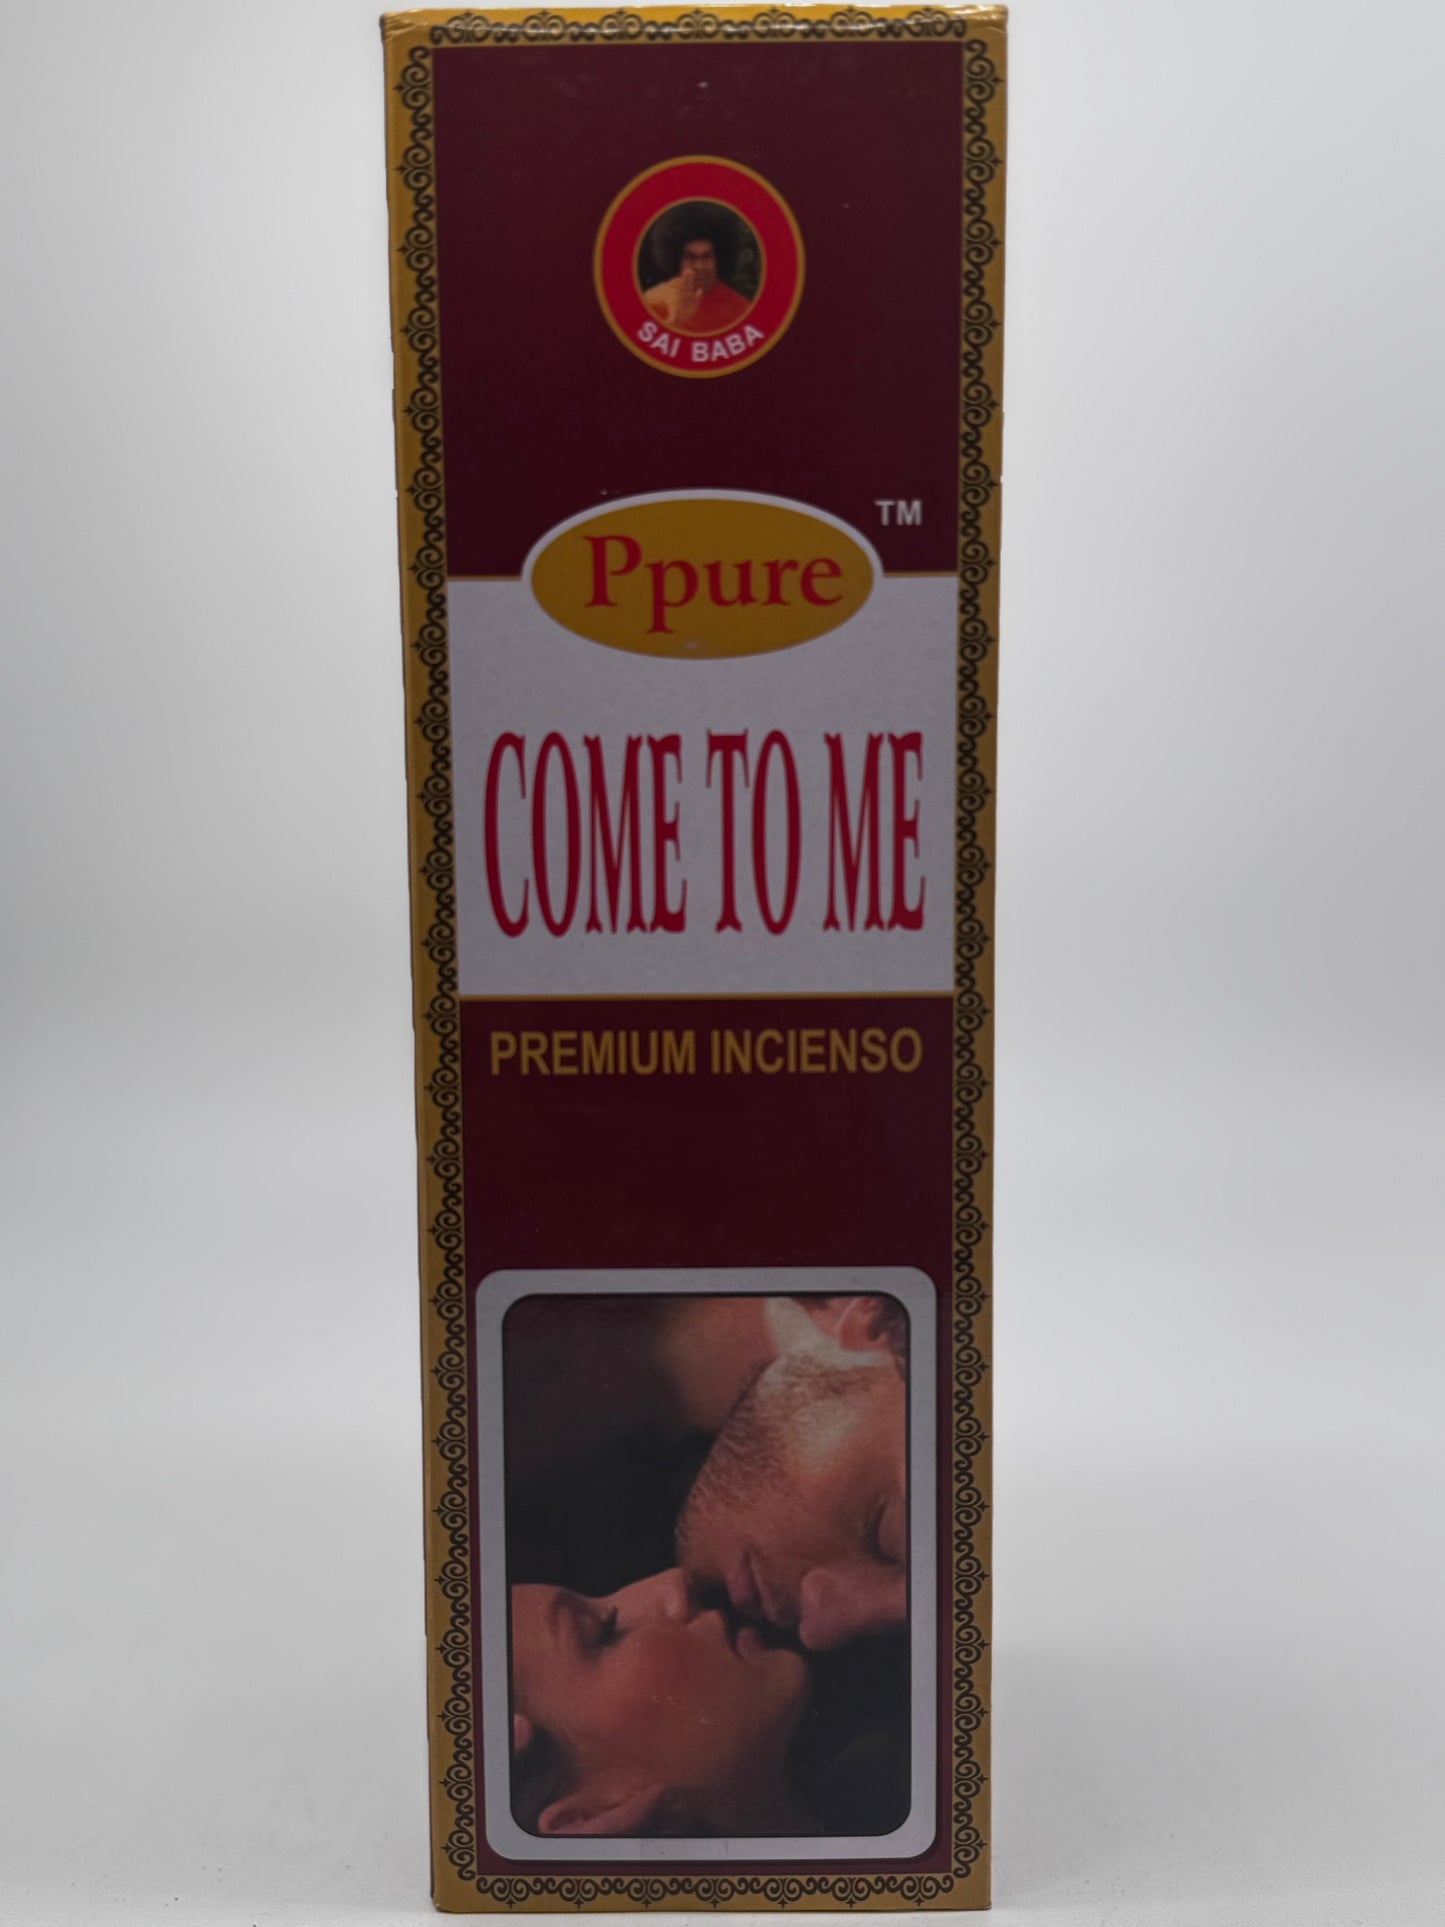 SAI BABA
TM
Ppure
COME TO ME
PREMIUM INCIENSO